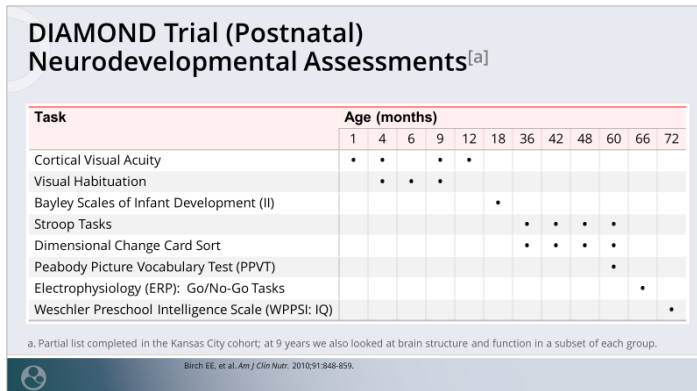 DIAMOND Trial (Postnatal)
Neurodevelopmental Assessments[a]
Task Age (months)
1 4 6 9 12 18 36 42 48 60 66 72
Cortical Visual Acuity • • • •
Visual Habituation • • •
Bayley Scales of Infant Development (II) •
Stroop Tasks • • • •
Dimensional Change Card Sort • • • •
Peabody Picture Vocabulary Test (PPVT) •
Electrophysiology (ERP): Go/No-Go Tasks •
Weschler Preschool Intelligence Scale (WPPSI: IQ) •
a. Partial list completed in the Kansas City cohort; at 9 years we also looked at brain structure and function in a subset of each group.
Birch EE, et al. Am J Clin Nutr. 2010;91:848-859.